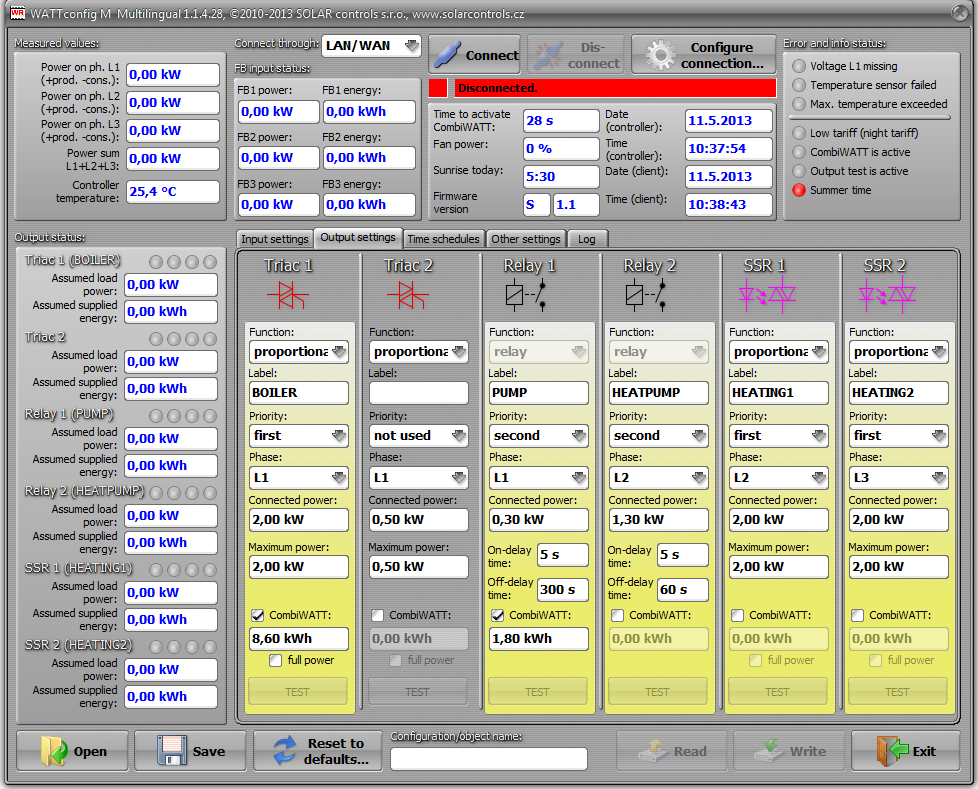 WATTconfig M Multilingual 1.1.4.28, ©2010-2013 SOLAR controls s.r.o., www.solarcontrols.cz
Measured values:
Power on ph. L1
(+prod. -cons.):
0,00 kW
Power on ph. L2
(+prod. -cons.):
0,00 kW
Power on ph. L3
(+prod. -cons.):
0,00 kW
Power sum
L1+L2+L3:
0,00 kW
Controller
temperature:
25,4 °C
Connect through:
LAN/WAN
FB input status:
FB1 power:
FB1 energy:
0,00 kW
0,00 kWh
FB2 power:
FB2 energy:
0,00 kW
0,00 kWh
FB3 power:
FB3 energy:
0,00 kW
0,00 kWh
Connect
Dis-
connect
Configure
connection...
Disconnected.
Time to activate
CombiWATT:
28 s
Fan power:
0 %
Sunrise today:
5:30
Firmware
version
S
1.1
Date
(controller):
11.5.2013
Time
(controller):
10:37:54
Date (client):
11.5.2013
Time (client):
10:38:43
Error and info status:
Voltage L1 missing
Temperature sensor failed
Max. temperature exceeded
Low tariff (night tariff)
CombiWATT is active
Output test is active
Summer time
Output status:
Triac 1 (BOILER)
Assumed load
power:
0,00 kW
Assumed supplied
energy:
0,00 kWh
Triac 2
Assumed load
power:
0,00 kW
Assumed supplied
energy:
0,00 kWh
Relay 1 (PUMP)
Assumed load
power:
0,00 kW
Assumed supplied
energy:
0,00 kWh
Relay 2 (HEATPUMP)
Assumed load
power:
0,00 kW
Assumed supplied
energy:
0,00 kWh
SSR 1 (HEATING1)
Assumed load
power:
0,00 kW
Assumed supplied
energy:
0,00 kWh
SSR 2 (HEATING2)
Assumed load
power:
0,00 kW
Assumed supplied
energy:
0,00 kWh
Input settings
Output settings
Time schedules
Other settings
Log
Triac 1
Function:
proportiona
Label:
BOILER
Priority:
first
Phase:
L1
Connected power:
2,00 kW
Maximum power:
2,00 kW
CombiWATT:
8,60 kWh
full power
TEST
Triac 2
Function:
proportiona
Label:
Priority:
not used
Phase:
L1
Connected power:
0,50 kW
Maximum power:
0,50 kW
CombiWATT:
0,00 kWh
full power
TEST
Relay 1
Function:
relay
Label:
PUMP
Priority:
second
Phase:
L1
Connected power:
0,30 kW
On-delay
time:
5 s
Off-delay
time:
300 s
CombiWATT:
1,80 kWh
TEST
Relay 2
Function:
relay
Label:
HEATPUMP
Priority:
second
Phase:
L2
Connected power:
1,30 kW
On-delay
time:
5 s
Off-delay
time:
60 s
CombiWATT:
0,00 kWh
TEST
SSR 1
Function:
proportiona
Label:
HEATING1
Priority:
first
Phase:
L2
Connected power:
2,00 kW
Maximum power:
2,00 kW
CombiWATT:
0,00 kWh
full power
TEST
SSR 2
Function:
proportiona
Label:
HEATING2
Priority:
first
Phase:
L3
Connected power:
2,00 kW
Maximum power:
2,00 kW
CombiWATT:
0,00 kWh
full power
TEST
Open
Save
Reset to
defaults...
Configuration/object name:
Read
Write
Exit